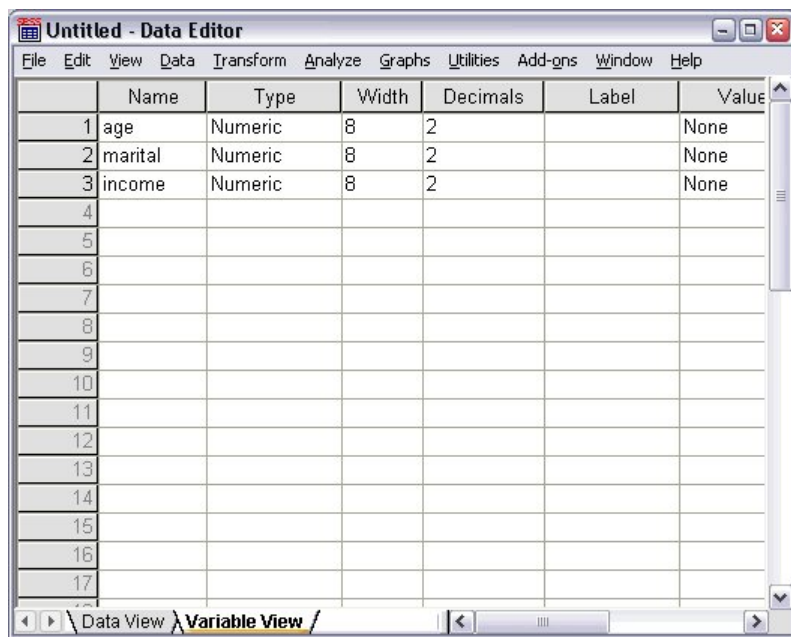 Untitled - Data Editor
File Edit View Data Transform Analyze Graphs Utilities Add-ons Window Help
Name Type Width Decimals Label Value
1 age Numeric 8 2 None
2 marital Numeric 8 2 None
3 income Numeric 8 2 None
4
5
6
7
8
9
10
11
12
13
14
15
16
17
Data View Variable View